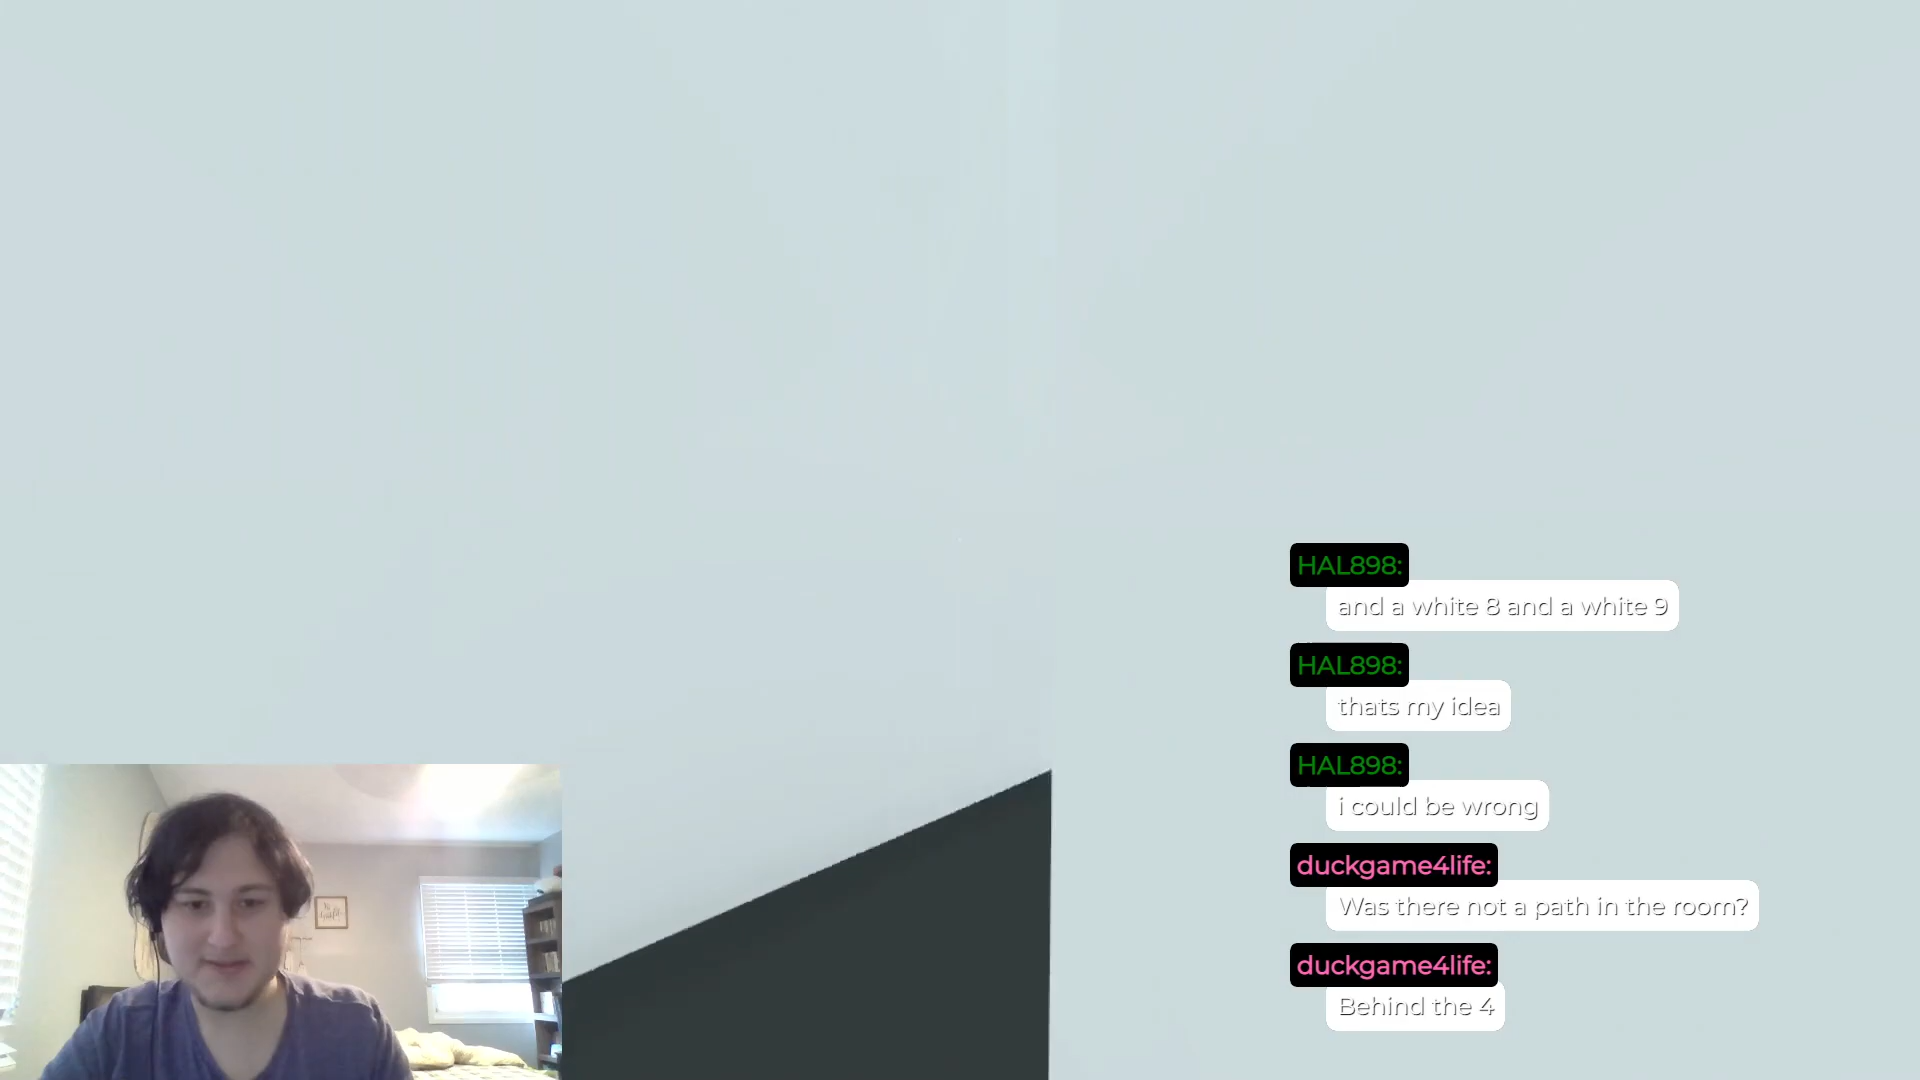 HAL898:
and a white 8 and a white 9
HAL898:
thats my idea
HAL898:
i could be wrong
duckgame4life:
Was there not a path in the room?
duckgame4life:
Behind the 4